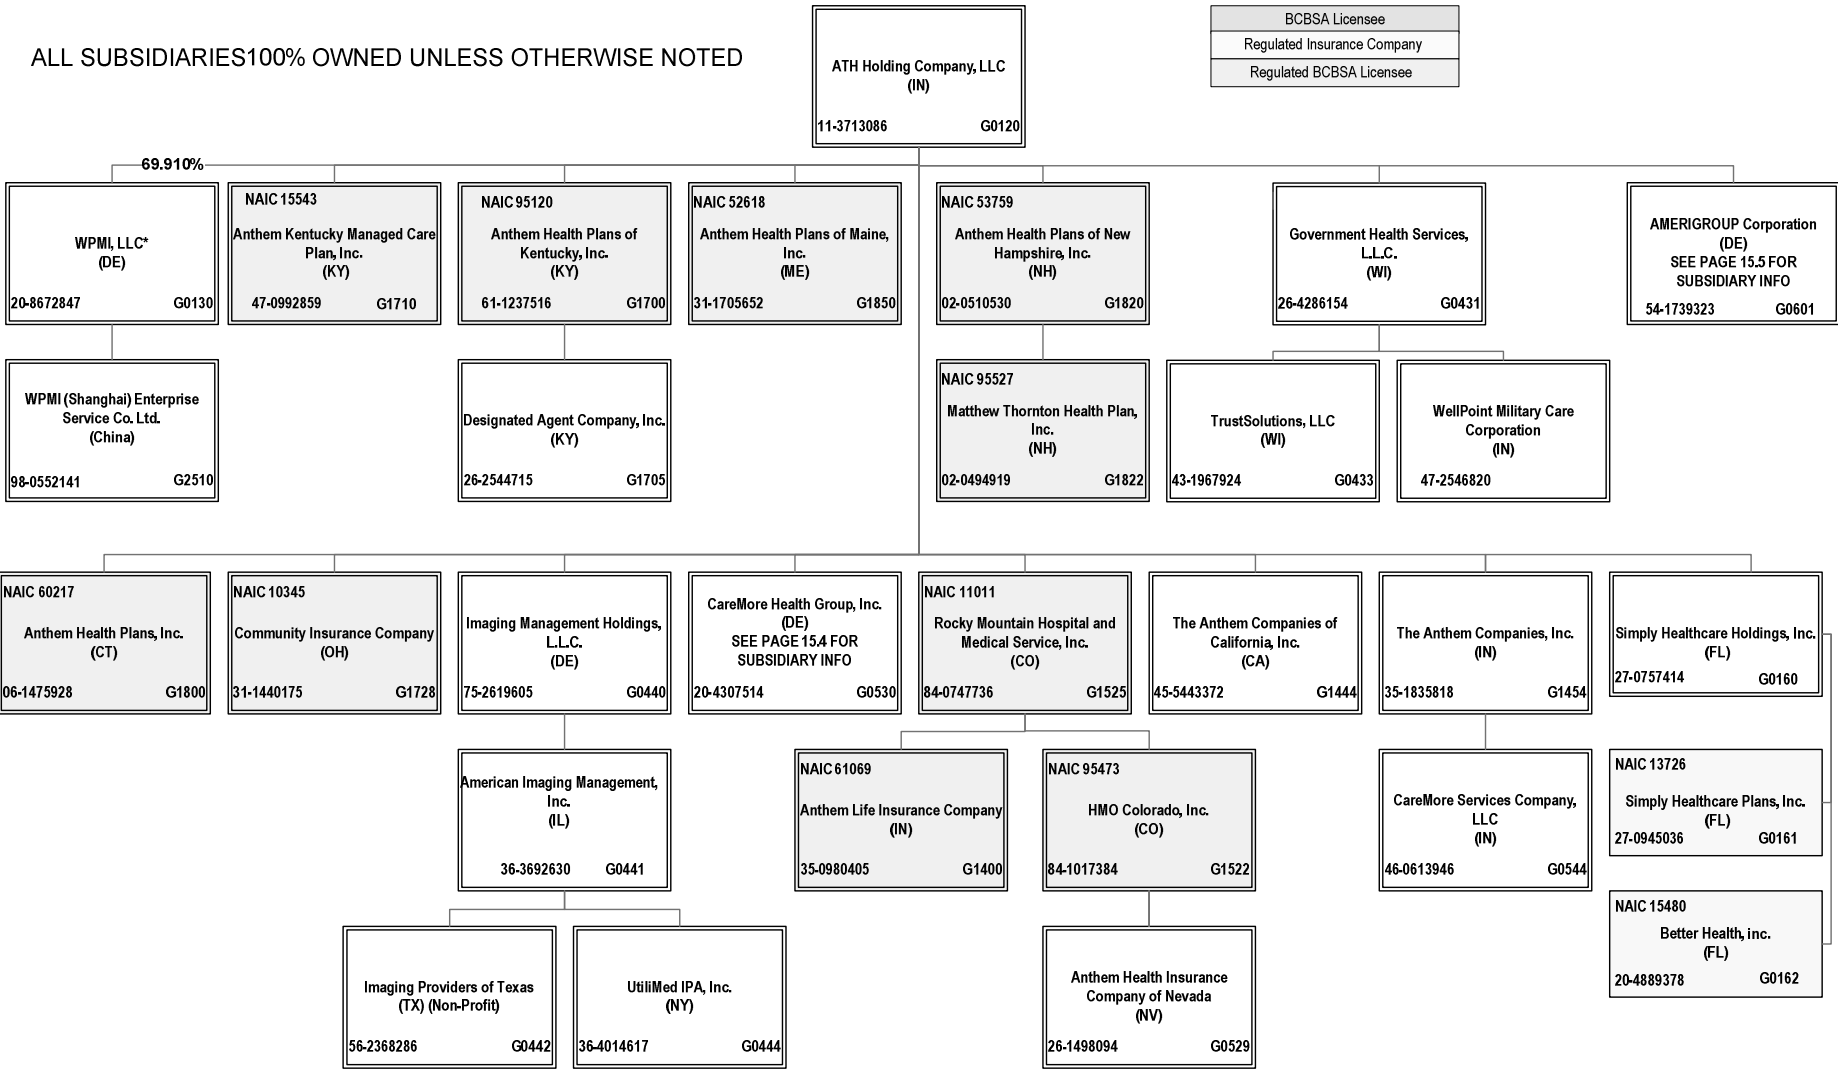 BCBSA Licensee
Regulated Insurance Company
Regulated BCBSA Licensee
ALL SUBSIDIARIES100% OWNED UNLESS OTHERWISE NOTED
ATH Holding Company, LLC
(IN)
11-3713086 G0120
69.910%
WPMI, LLC*
(DE)
20-8672847 G0130
NAIC 15543
Anthem Kentucky Managed Care
Plan, Inc.
(KY)
47-0992859 G1710
NAIC 95120
Anthem Health Plans of
Kentucky, Inc.
(KY)
61-1237516 G1700
NAIC 52618
Anthem Health Plans of Maine,
Inc.
(ME)
31-1705652 G1850
NAIC 53759
Anthem Health Plans of New
Hampshire, Inc.
(NH)
02-0510530 G1820
Government Health Services,
L.L.C.
(WI)
26-4286154 G0431
AMERIGROUP Corporation
(DE)
SEE PAGE 15.5 FOR
SUBSIDIARY INFO
54-1739323 G0601
WPMI (Shanghai) Enterprise
Service Co. Ltd.
(China)
98-0552141 G2510
Designated Agent Company, Inc.
(KY)
26-2544715 G1705
NAIC 95527
Matthew Thornton Health Plan,
Inc.
(NH)
02-0494919 G1822
TrustSolutions, LLC
(WI)
43-1967924 G0433
WellPoint Military Care
Corporation
(IN)
47-2546820
NAIC 60217
Anthem Health Plans, Inc.
(CT)
06-1475928 G1800
NAIC 10345
Community Insurance Company
(OH)
31-1440175 G1728
Imaging Management Holdings,
L.L.C.
(DE)
75-2619605 G0440
CareMore Health Group, Inc.
(DE)
SEE PAGE 15.4 FOR
SUBSIDIARY INFO
20-4307514 G0530
NAIC 11011
Rocky Mountain Hospital and
Medical Service, Inc.
(CO)
84-0747736 G1525
The Anthem Companies of
California, Inc.
(CA)
45-5443372 G1444
The Anthem Companies, Inc.
(IN)
35-1835818 G1454
Simply Healthcare Holdings, Inc.
(FL)
27-0757414 G0160
American Imaging Management,
Inc.
(IL)
36-3692630 G0441
NAIC 61069
Anthem Life Insurance Company
(IN)
35-0980405 G1400
NAIC 95473
HMO Colorado, Inc.
(CO)
84-1017384 G1522
CareMore Services Company,
LLC
(IN)
46-0613946 G0544
NAIC 13726
Simply Healthcare Plans, Inc.
(FL)
27-0945036 G0161
NAIC 15480
Better Health, inc.
(FL)
20-4889378 G0162
Imaging Providers of Texas
(TX) (Non-Profit)
56-2368286 G0442
UtiliMed IPA, Inc.
(NY)
36-4014617 G0444
Anthem Health Insurance
Company of Nevada
(NV)
26-1498094 G0529